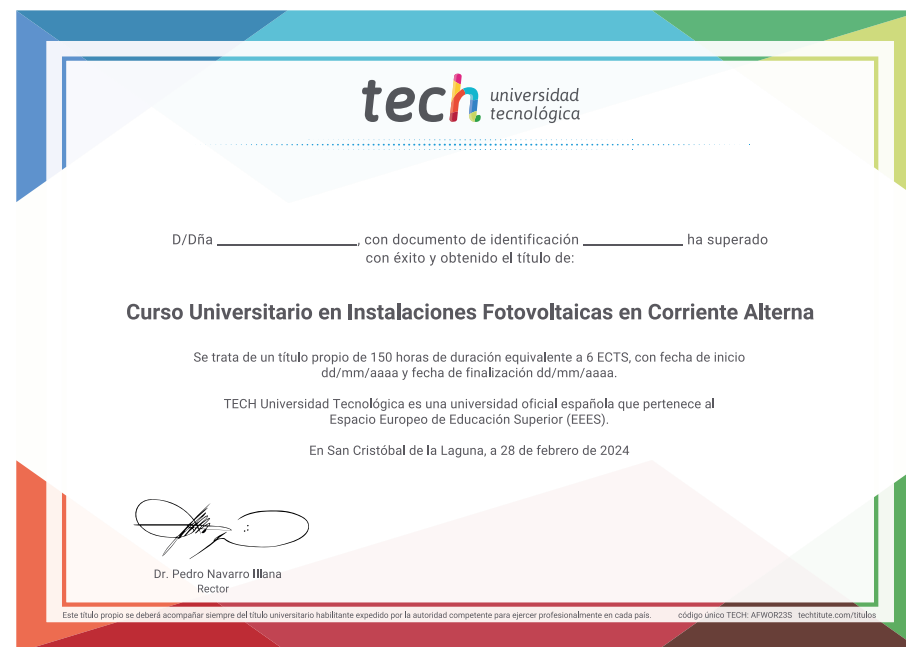 tech universidad
tecnológica
D/Dña ____________________, con documento de identificación ______________ ha superado
con éxito y obtenido el título de:
Curso Universitario en Instalaciones Fotovoltaicas en Corriente Alterna
Se trata de un título propio de 150 horas de duración equivalente a 6 ECTS, con fecha de inicio
dd/mm/aaaa y fecha de finalización dd/mm/aaaa.
TECH Universidad Tecnológica es una universidad oficial española que pertenece al
Espacio Europeo de Educación Superior (EEES).
En San Cristóbal de la Laguna, a 28 de febrero de 2024
Dr. Pedro Navarro Illana
Rector
Este título propio se deberá acompañar siempre del título universitario habilitante expedido por la autoridad competente para ejercer profesionalmente en cada país. código único TECH: AFWOR23S techtitute.com/titulos